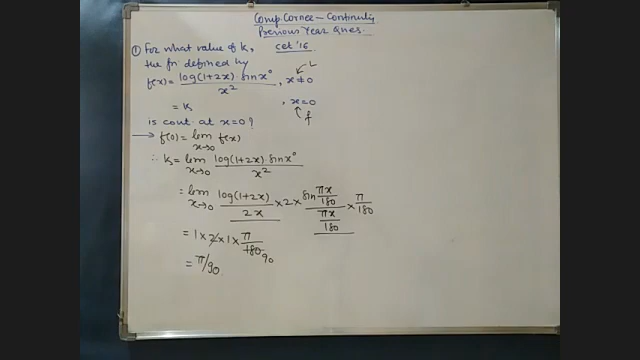 Comp. Corner - Continuity
Previous Year Ques.
① For what value of k, cet '16
the fn. defined by
f(x) = log(1+2x) sin x° / x² , x ≠ 0 L
= k , x = 0 f
is cont. at x = 0 ?
→ f(0) = lim x→0 f(x)
∴ k = lim x→0 log(1+2x) · sin x° / x²
= lim x→0 log(1+2x) / 2x × 2 × sin πx/180 / πx/180 × π/180
= 1 × 2 × 1 × π/180 90
= π/90